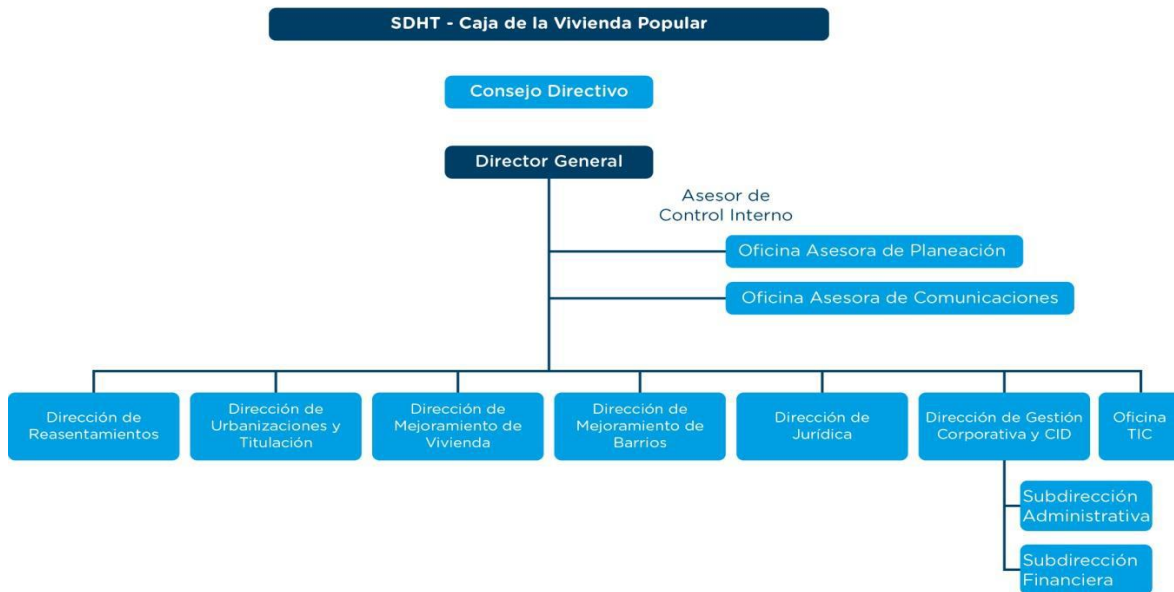 SDHT - Caja de la Vivienda Popular
Consejo Directivo
Director General
Asesor de
Control Interno
Oficina Asesora de Planeación
Oficina Asesora de Comunicaciones
Dirección de
Reasentamientos
Dirección de
Urbanizaciones y
Titulación
Dirección de
Mejoramiento de
Vivienda
Dirección de
Mejoramiento de
Barrios
Dirección de
Jurídica
Dirección de Gestión
Corporativa y CID
Oficina
TIC
Subdirección
Administrativa
Subdirección
Financiera